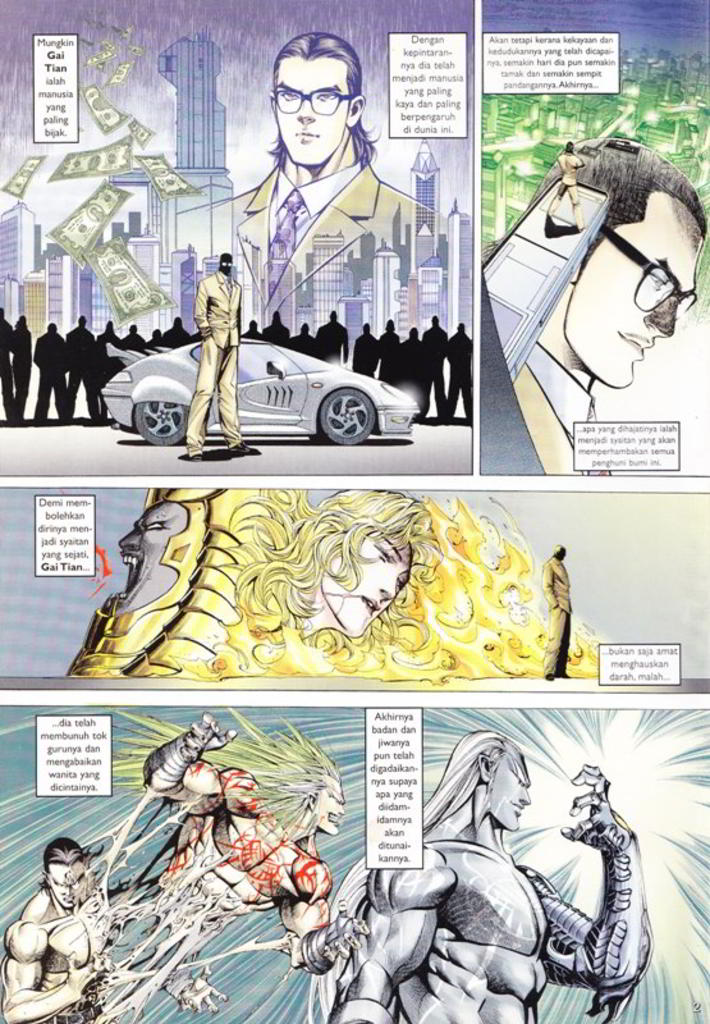 Mungkin
Gai
Tian
ialah
manusia
yang
paling
bijak.
Dengan
kepintaran-
nya dia telah
menjadi manusia
yang paling
kaya dan paling
berpengaruh
di dunia ini.
Akan tetapi kerana kekayaan dan
kedudukannya yang telah dicapai-
nya, semakin hari dia pun semakin
tamak dan semakin sempit
pandangannya. Akhirnya...
...apa yang dihajatinya ialah
menjadi syaitan yang akan
memperhambakan semua
penghuni bumi ini.
Demi mem-
bolehkan
dirinya men-
jadi syaitan
yang sejati,
Gai Tian...
...bukan saja amat
menghauskan
darah, malah...
...dia telah
membunuh tok
gurunya dan
mengabaikan
wanita yang
dicintainya.
Akhirnya
badan dan
jiwanya
pun telah
digadaikan-
nya supaya
apa yang
diidam-
idamnya
akan
ditunai-
kannya.
2